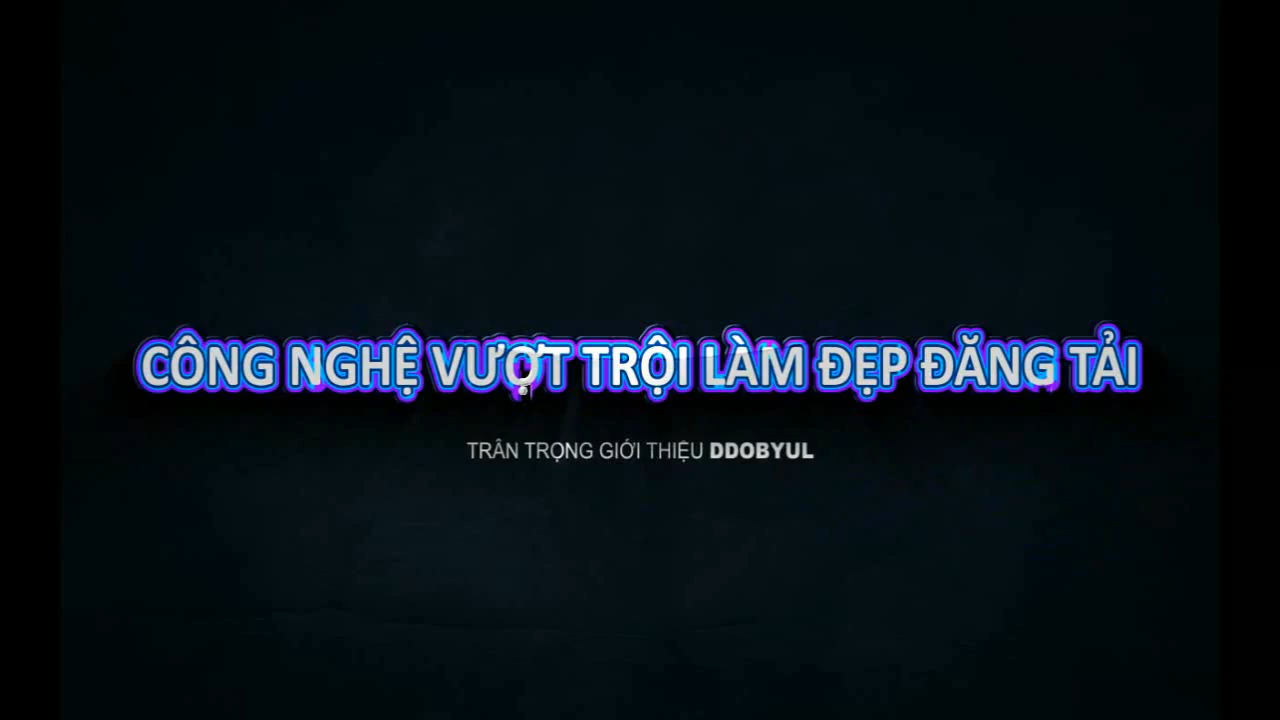 CÔNG NGHỆ VƯỢT TRỘI LÀM ĐẸP ĐĂNG TẢI
TRÂN TRỌNG GIỚI THIỆU DDOBYUL